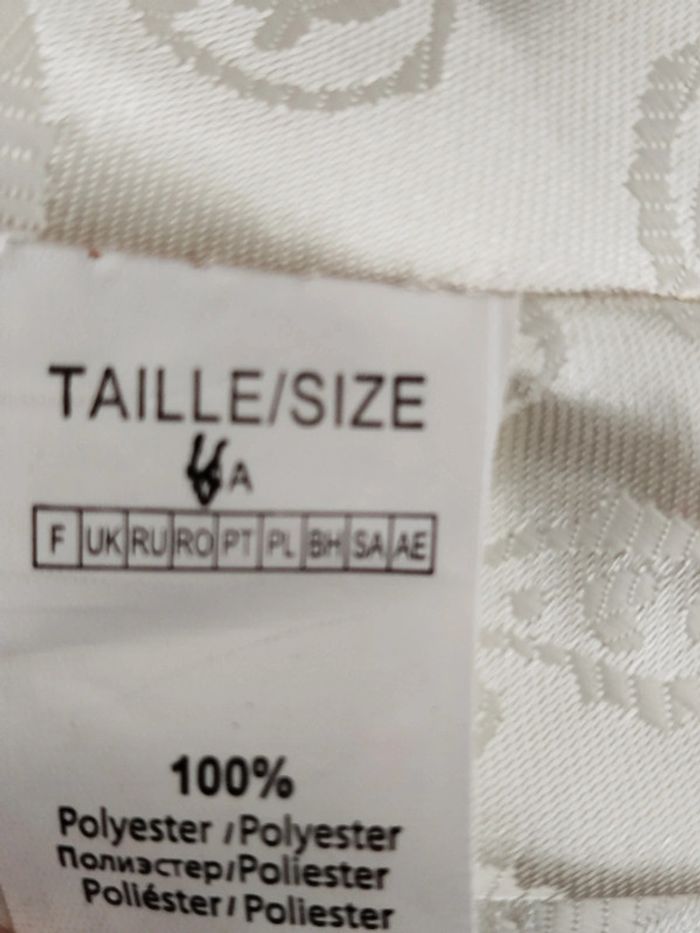 TAILLE/SIZE
A
F UK RU RO PT PL BH SA AE
100%
Polyester / Polyester
Полиэстер/Poliester
Poliéster / Poliester